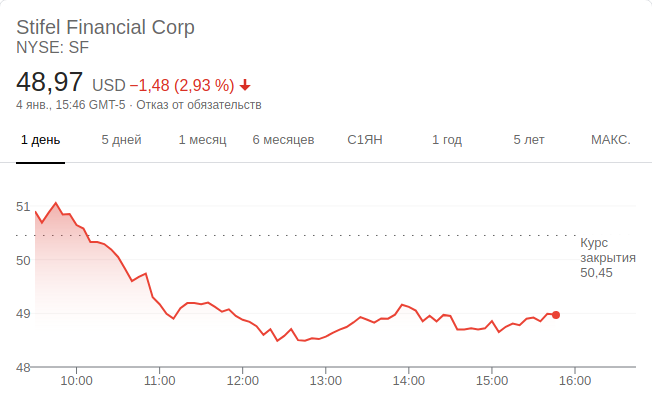 Stifel Financial Corp
NYSE: SF
48,97 USD −1,48 (2,93 %)
4 янв., 15:46 GMT-5 · Отказ от обязательств
1 день 5 дней 1 месяц 6 месяцев С1ЯН 1 год 5 лет МАКС.
51
50
49
48
Курс
закрытия
50,45
10:00 11:00 12:00 13:00 14:00 15:00 16:00